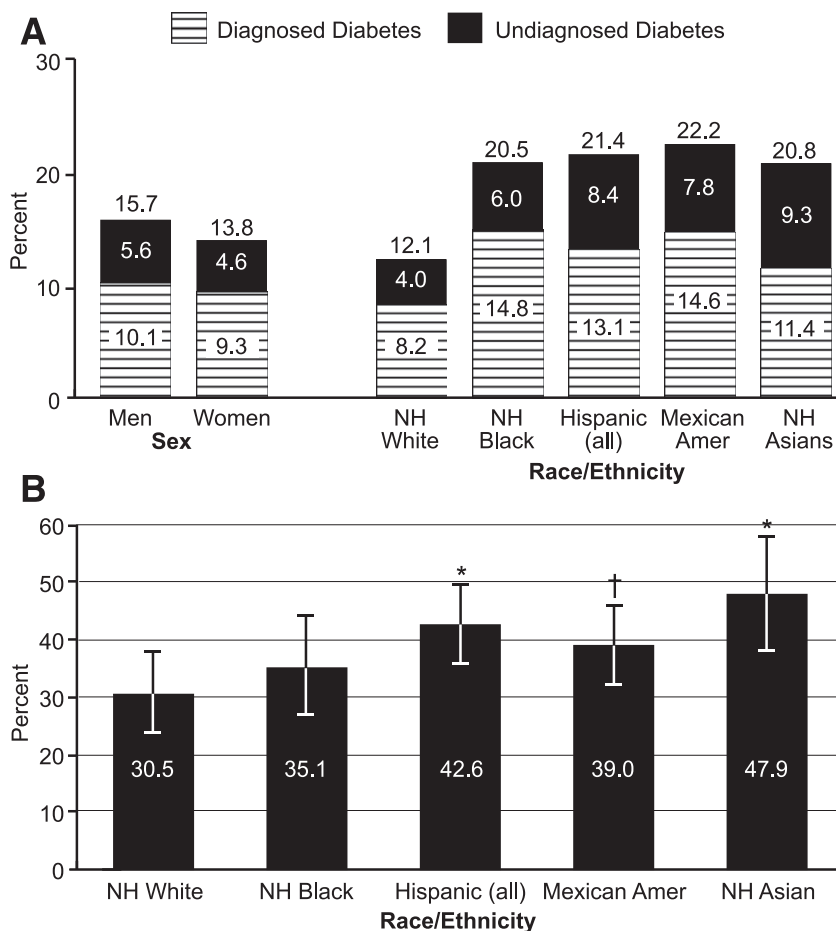 A
Diagnosed Diabetes Undiagnosed Diabetes
30
20
10
0
Percent
15.7
5.6
10.1
13.8
4.6
9.3
12.1
4.0
8.2
20.5
6.0
14.8
21.4
8.4
13.1
22.2
7.8
14.6
20.8
9.3
11.4
Men Women
Sex
NH White
NH Black
Hispanic (all)
Mexican Amer
NH Asians
Race/Ethnicity
B
60
50
40
30
20
10
0
Percent
* † *
30.5 35.1 42.6 39.0 47.9
NH White NH Black Hispanic (all) Mexican Amer NH Asian
Race/Ethnicity